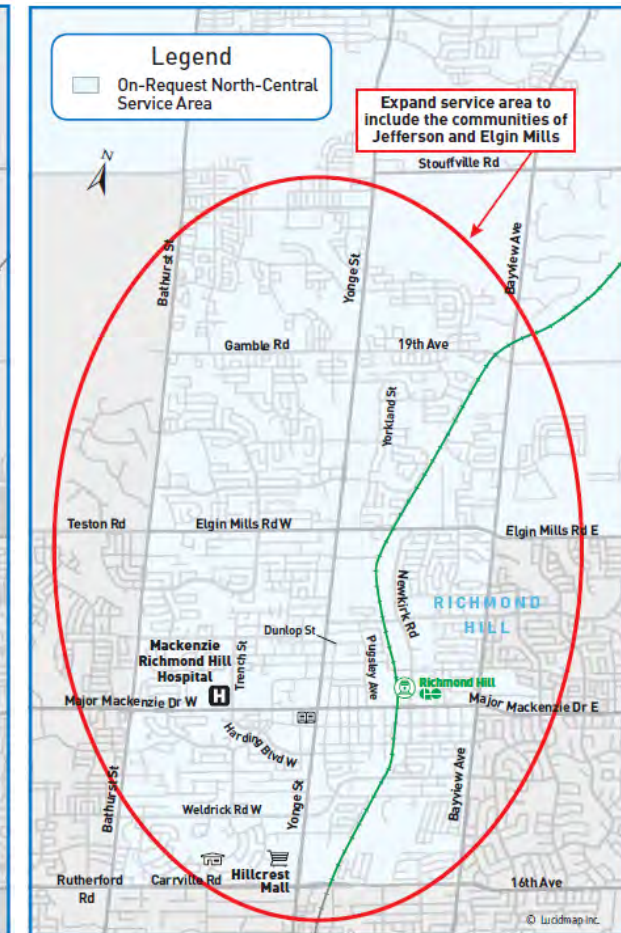 Legend
On-Request North-Central
Service Area
Expand service area to
include the communities of
Jefferson and Elgin Mills
Stouffville Rd
N
Bathurst St
Yonge St
Bayview Ave
Gamble Rd
19th Ave
Yorkland St
Teston Rd
Elgin Mills Rd W
Elgin Mills Rd E
Newkirk Rd
RICHMOND
HILL
Dunlop St
Mackenzie
Richmond Hill
Hospital
Trench St
Pugsley Ave
H
Richmond Hill
GO
Major Mackenzie Dr W
Major Mackenzie Dr E
Harding Blvd W
Bathurst St
Yonge St
Bayview Ave
Weldrick Rd W
Hillcrest
Mall
Rutherford
Rd
Carrville Rd
16th Ave
© Lucidmap Inc.